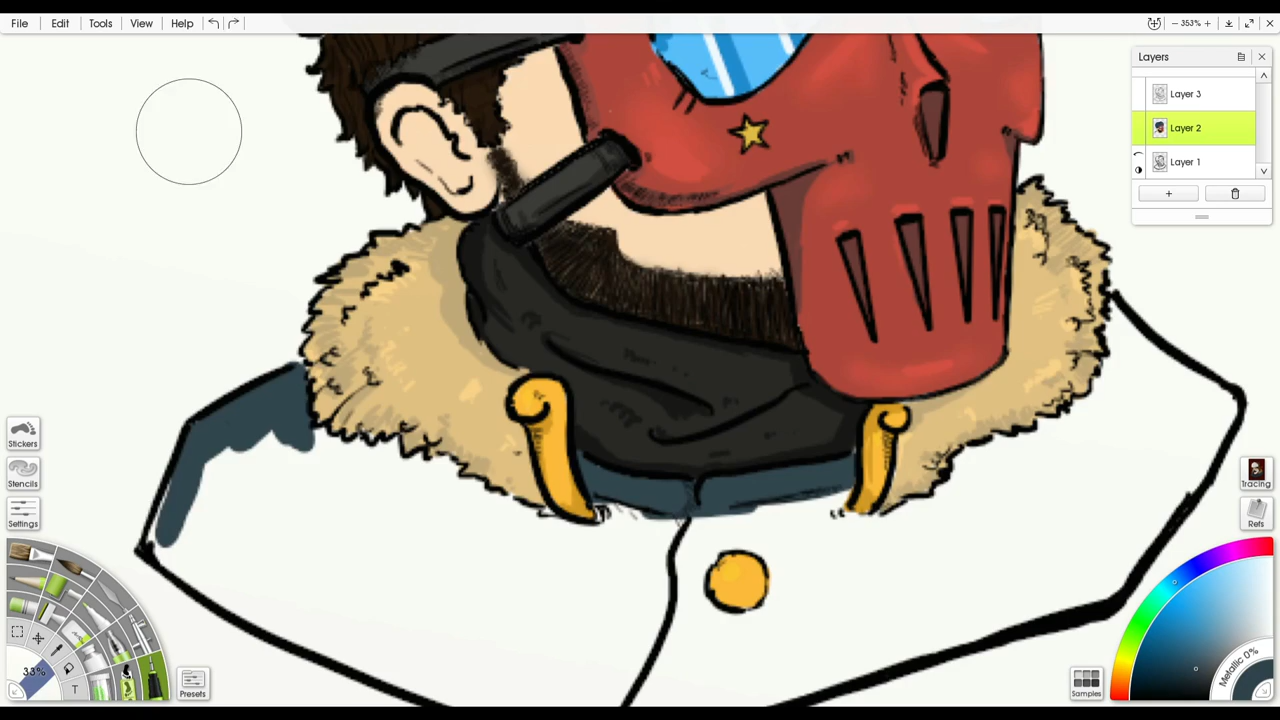 File Edit Tools View Help
353%
Layers
Layer 3
Layer 2
Layer 1
Stickers
Stencils
Settings
Tracing
Refs
33%
T
Presets
Samples
Metallic 0%